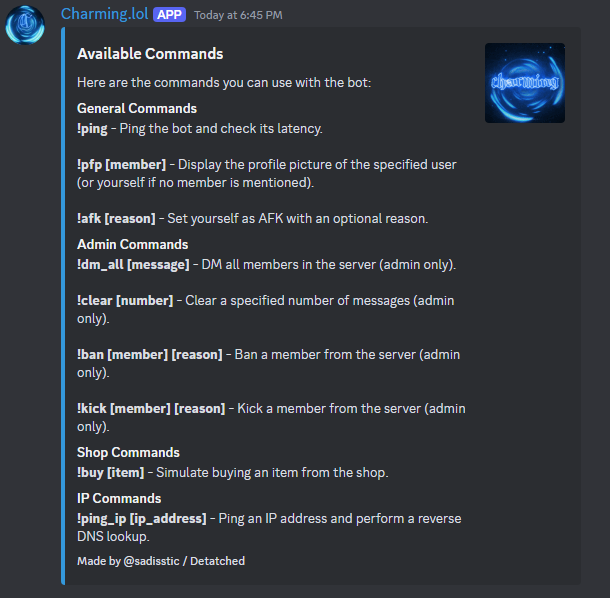 Charming.lol APP Today at 6:45 PM
Available Commands
charming
Here are the commands you can use with the bot:
General Commands
!ping - Ping the bot and check its latency.
!pfp [member] - Display the profile picture of the specified user
(or yourself if no member is mentioned).
!afk [reason] - Set yourself as AFK with an optional reason.
Admin Commands
!dm_all [message] - DM all members in the server (admin only).
!clear [number] - Clear a specified number of messages (admin
only).
!ban [member] [reason] - Ban a member from the server (admin
only).
!kick [member] [reason] - Kick a member from the server (admin
only).
Shop Commands
!buy [item] - Simulate buying an item from the shop.
IP Commands
!ping_ip [ip_address] - Ping an IP address and perform a reverse
DNS lookup.
Made by @sadisstic / Detatched